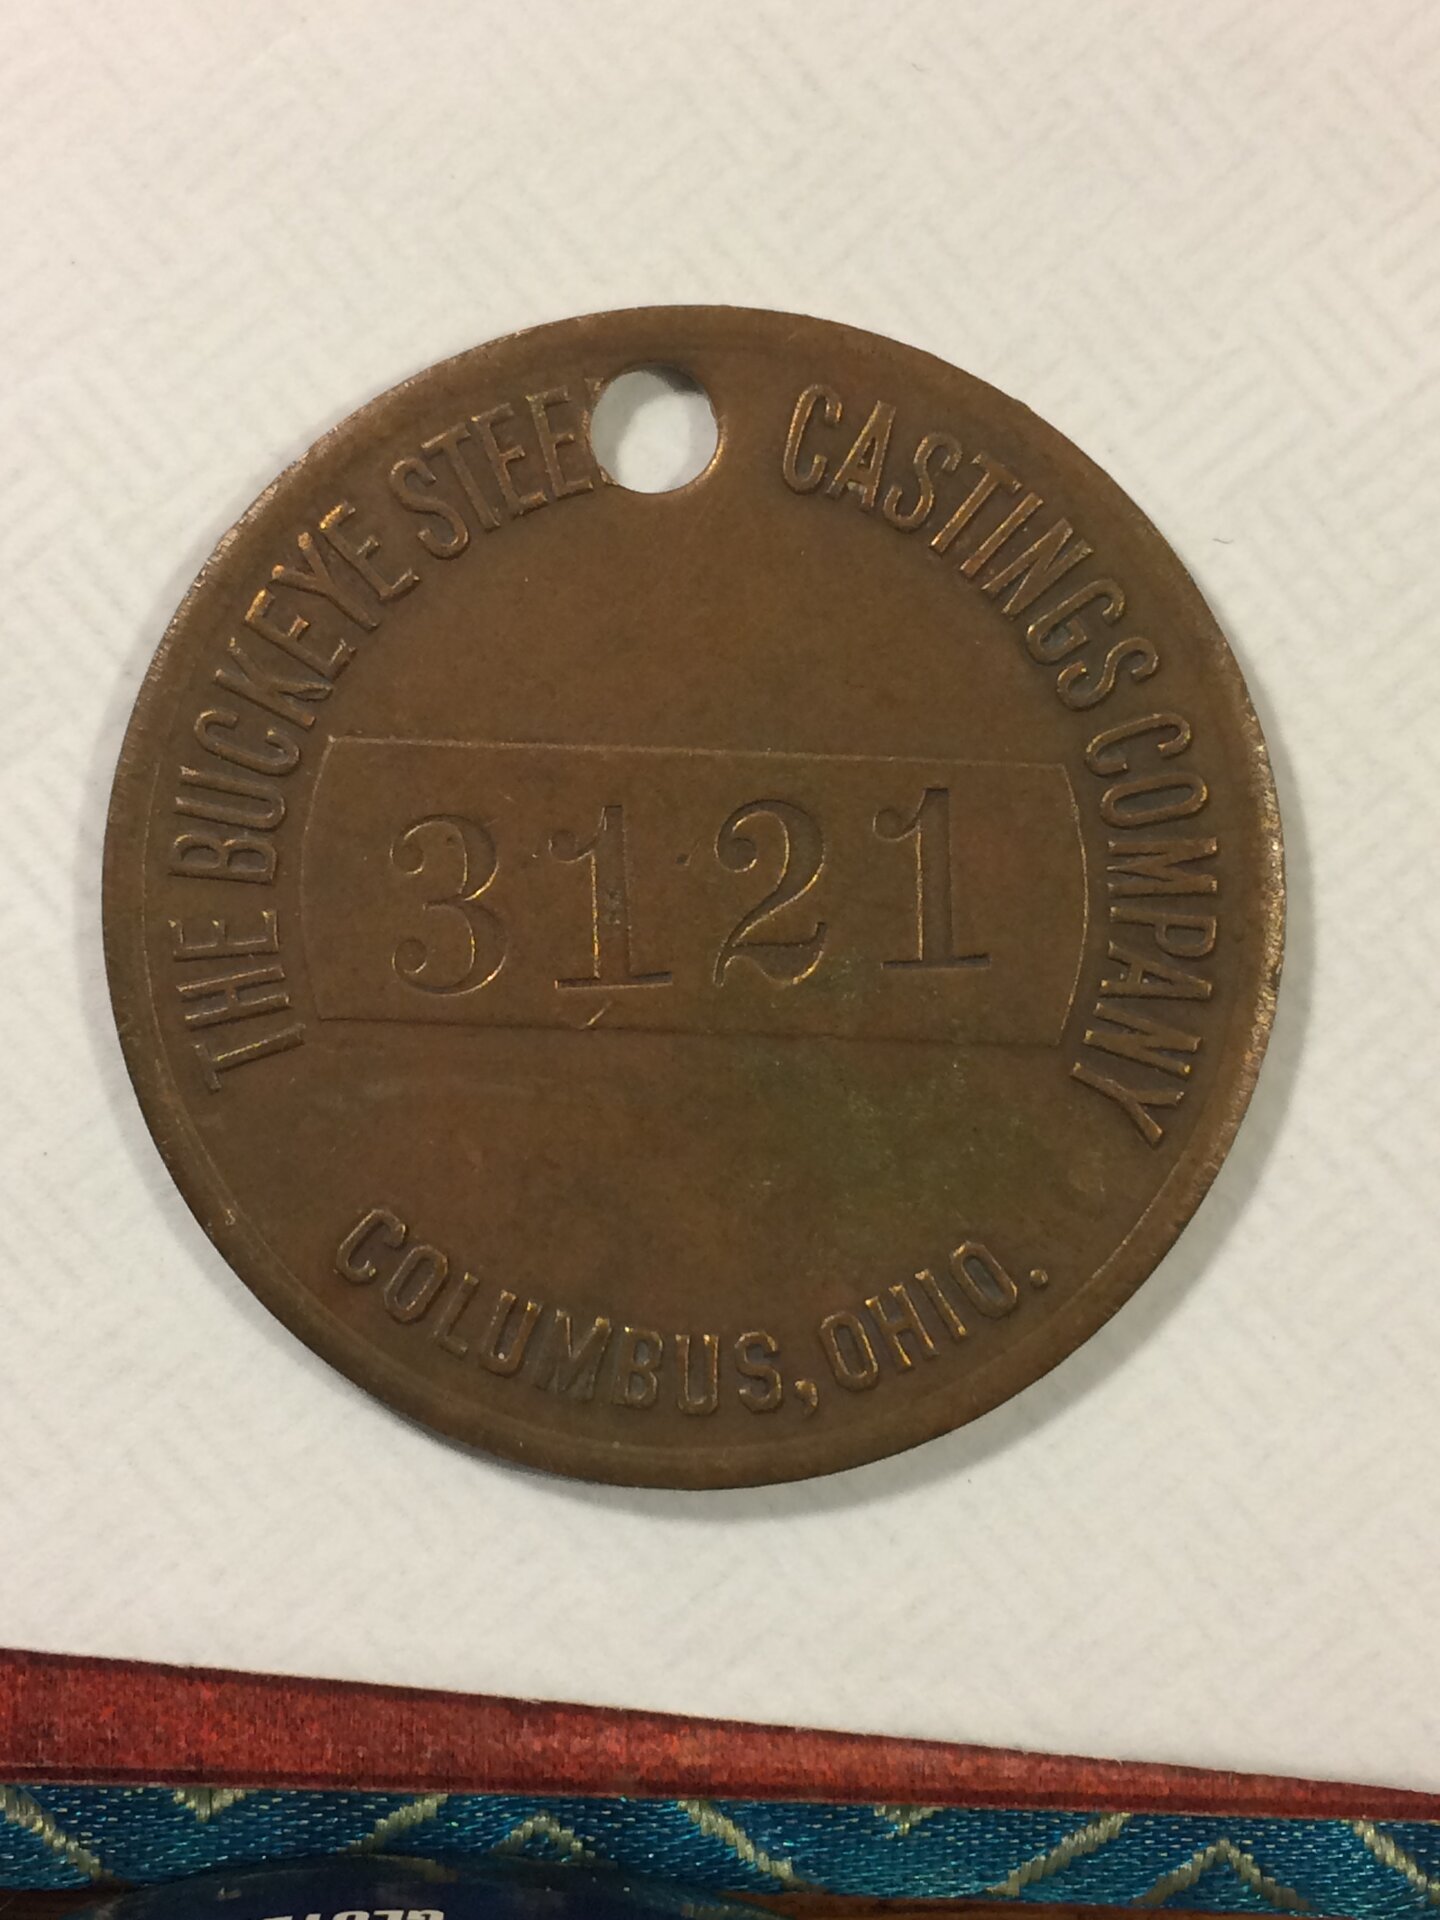 THE BUCKEYE STEEL CASTINGS COMPANY
3121
COLUMBUS, OHIO.